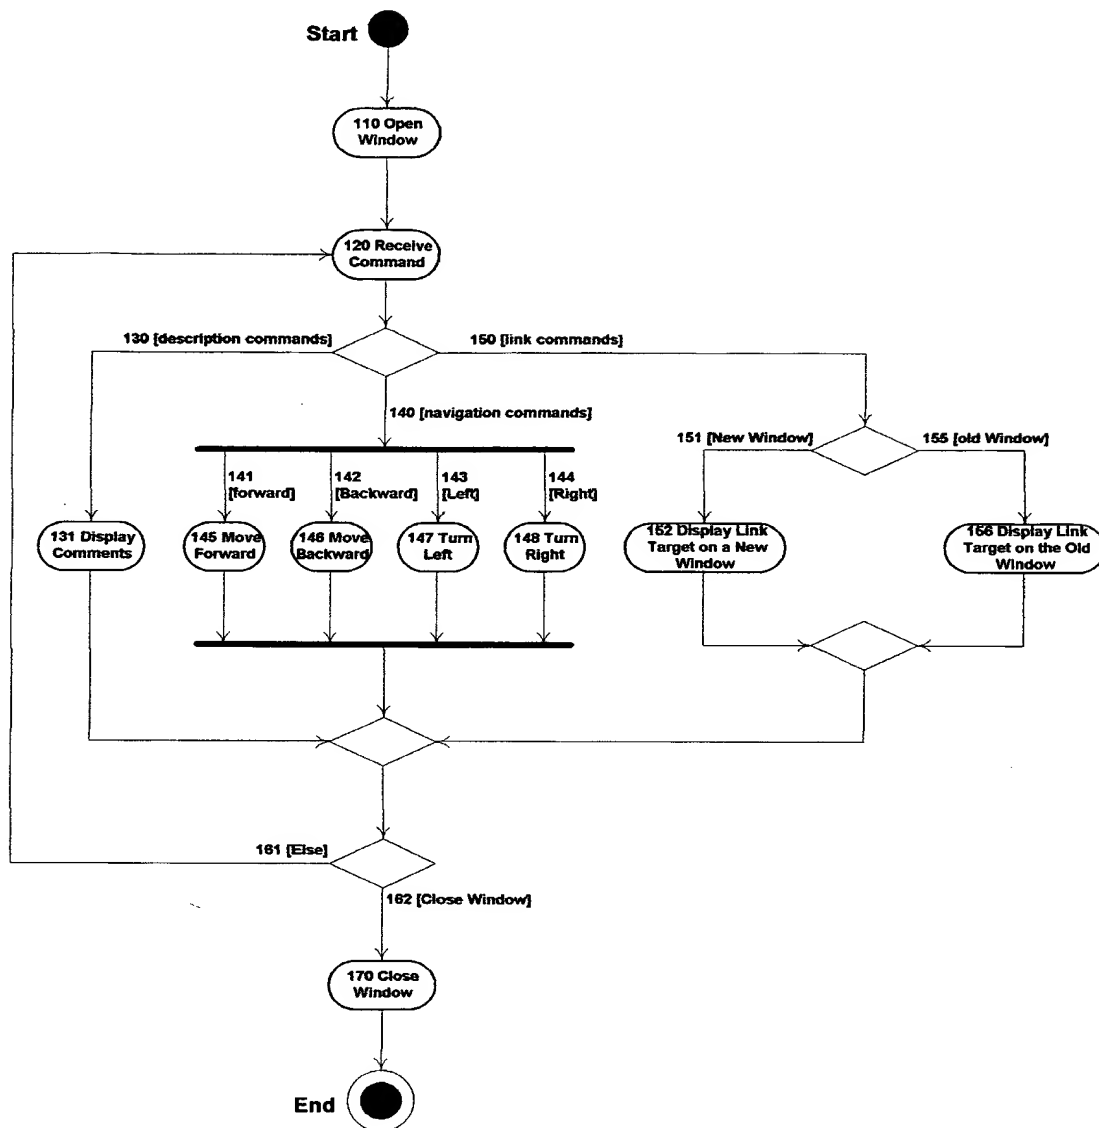 Start
110 Open
Window
120 Receive
Command
130 [description commands]
150 [link commands]
140 [navigation commands]
151 [New Window]
155 [old Window]
141
[forward]
142
[Backward]
143
[Left]
144
[Right]
131 Display
Comments
145 Move
Forward
146 Move
Backward
147 Turn
Left
148 Turn
Right
152 Display Link
Target on a New
Window
156 Display Link
Target on the Old
Window
161 [Else]
162 [Close Window]
170 Close
Window
End